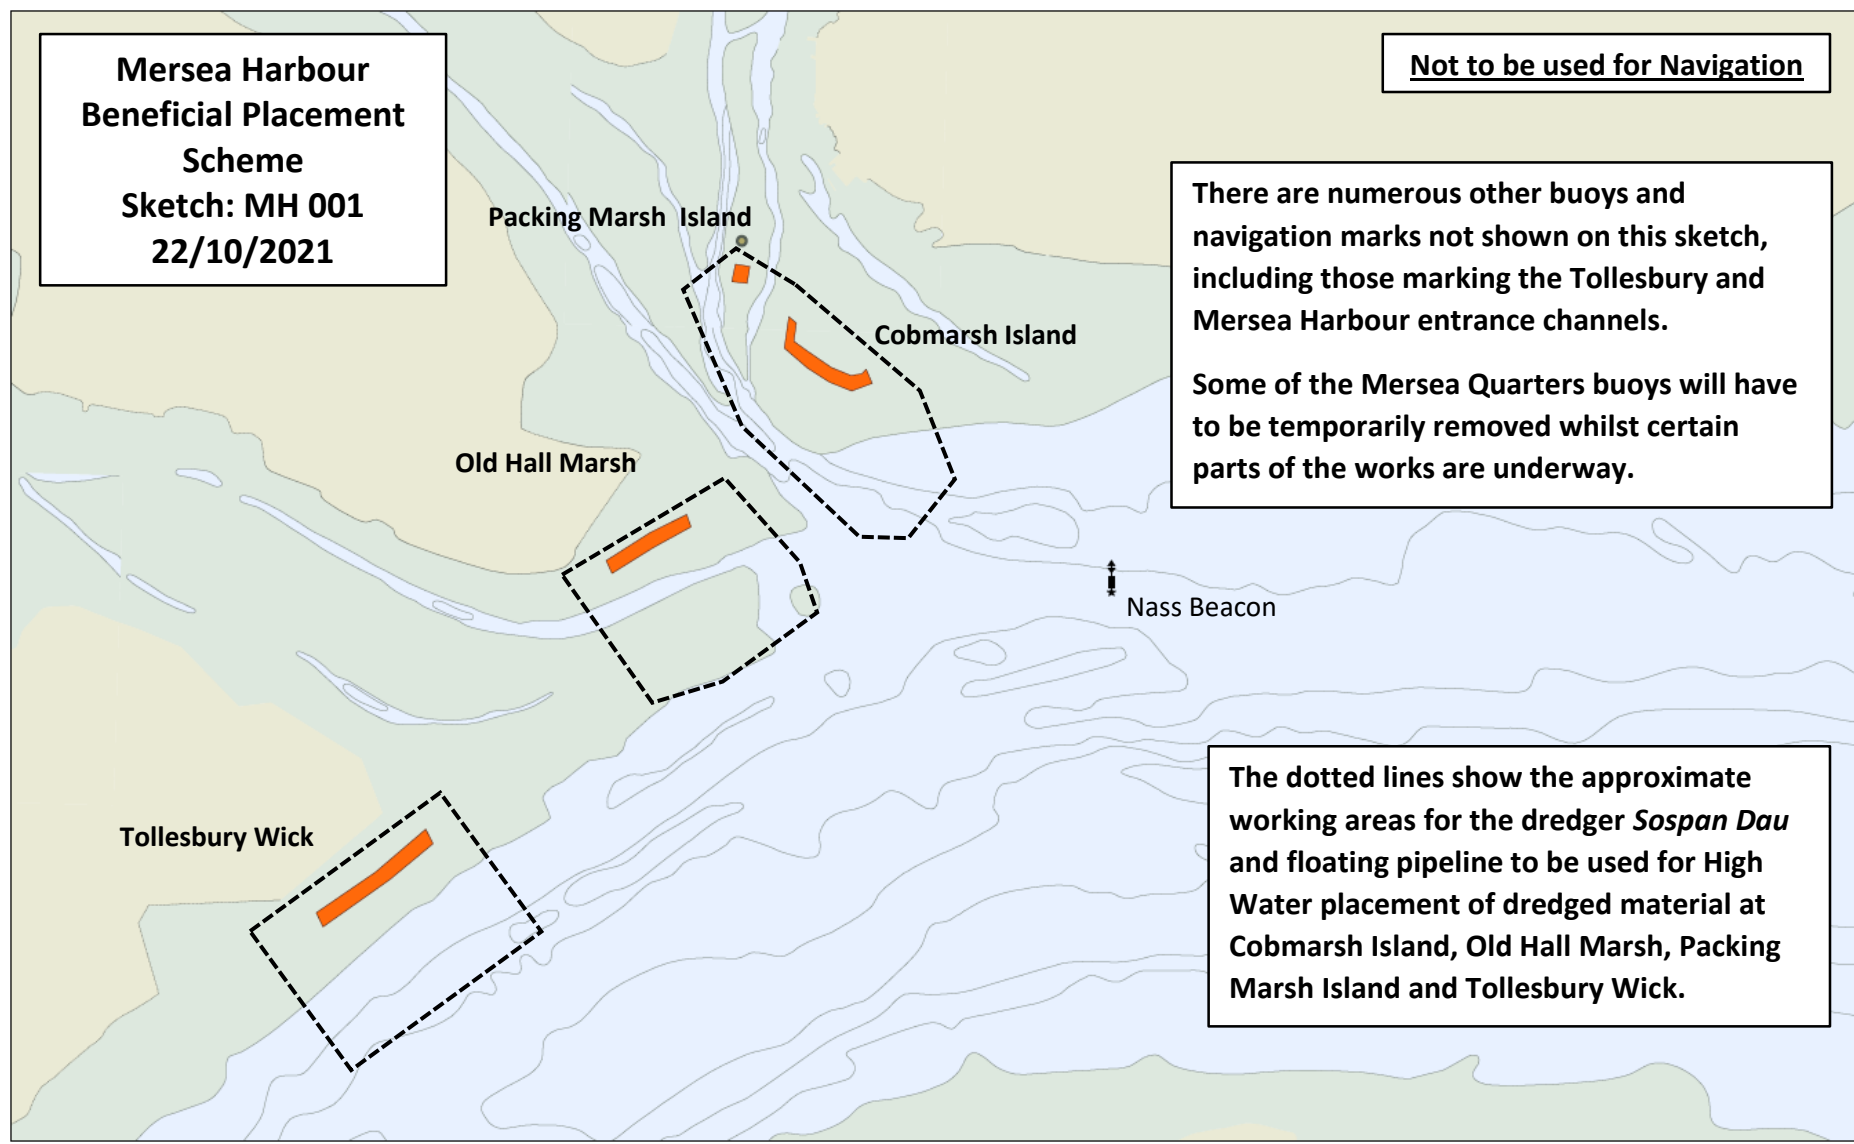 Mersea Harbour
Beneficial Placement
Scheme
Sketch: MH 001
22/10/2021
Not to be used for Navigation
There are numerous other buoys and
navigation marks not shown on this sketch,
including those marking the Tollesbury and
Mersea Harbour entrance channels.
Some of the Mersea Quarters buoys will have
to be temporarily removed whilst certain
parts of the works are underway.
Packing Marsh Island
Cobmarsh Island
Old Hall Marsh
Nass Beacon
Tollesbury Wick
The dotted lines show the approximate
working areas for the dredger Sospan Dau
and floating pipeline to be used for High
Water placement of dredged material at
Cobmarsh Island, Old Hall Marsh, Packing
Marsh Island and Tollesbury Wick.